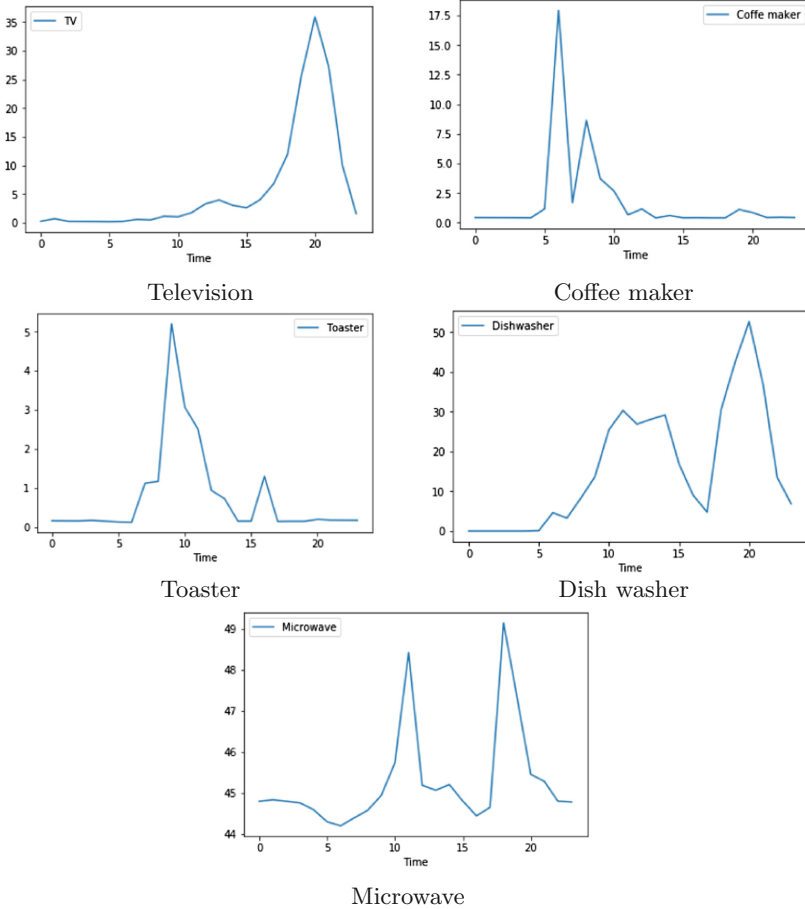 TV
35
30
25
20
15
10
5
0
0 5 10 15 20
Time
Television
Coffe maker
17.5
15.0
12.5
10.0
7.5
5.0
2.5
0.0
0 5 10 15 20
Time
Coffee maker
Toaster
5
4
3
2
1
0
0 5 10 15 20
Time
Toaster
Dishwasher
50
40
30
20
10
0
0 5 10 15 20
Time
Dish washer
Microwave
49
48
47
46
45
44
0 5 10 15 20
Time
Microwave